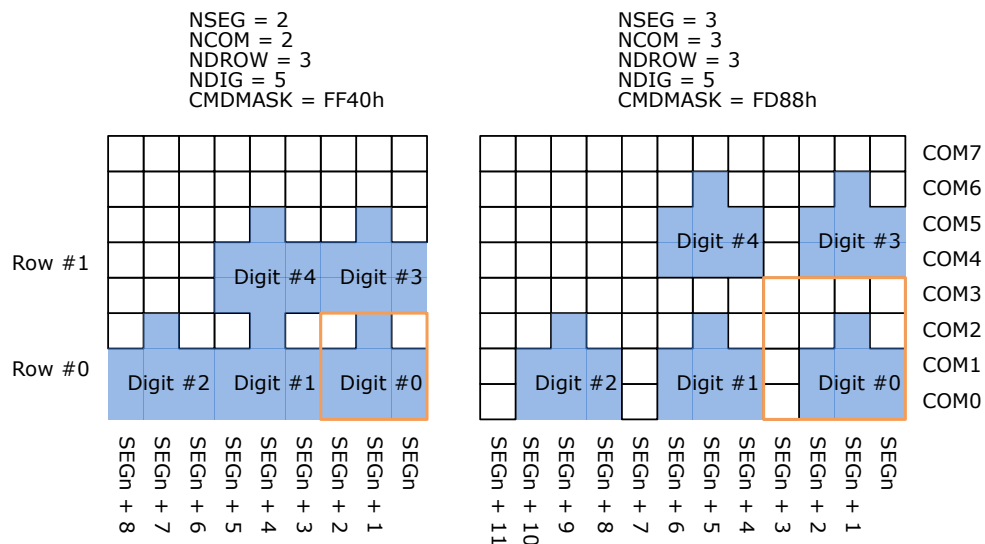 NSEG = 2
NCOM = 2
NDROW = 3
NDIG = 5
CMDMASK = FF40h
NSEG = 3
NCOM = 3
NDROW = 3
NDIG = 5
CMDMASK = FD88h
COM7
COM6
COM5
COM4
COM3
COM2
COM1
COM0
Row #1
Row #0
Digit #4
Digit #3
Digit #2
Digit #1
Digit #0
Digit #4
Digit #3
Digit #2
Digit #1
Digit #0
SEGn + 8
SEGn + 7
SEGn + 6
SEGn + 5
SEGn + 4
SEGn + 3
SEGn + 2
SEGn + 1
SEGn
SEGn + 11
SEGn + 10
SEGn + 9
SEGn + 8
SEGn + 7
SEGn + 6
SEGn + 5
SEGn + 4
SEGn + 3
SEGn + 2
SEGn + 1
SEGn